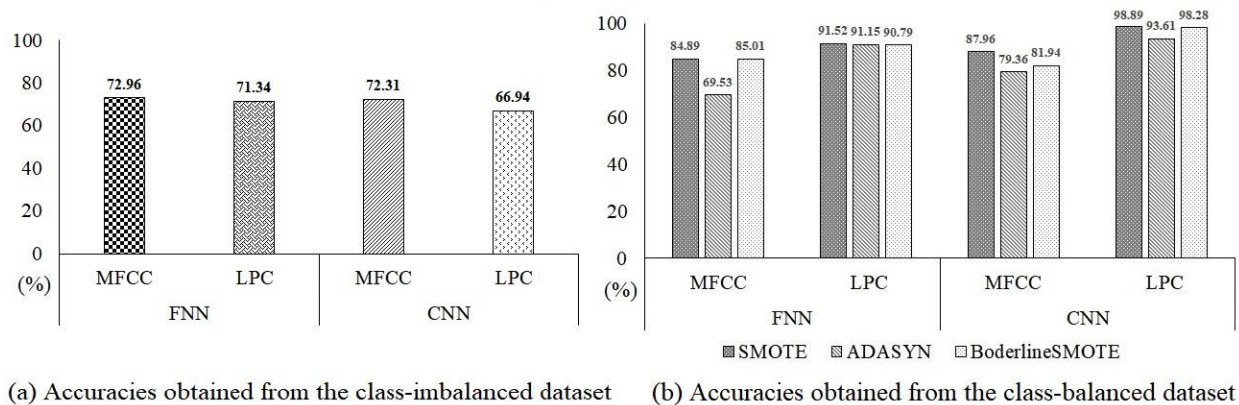 100
80
60
40
20
0
(%)
72.96
71.34
72.31
66.94
MFCC LPC MFCC LPC
FNN CNN
(a) Accuracies obtained from the class-imbalanced dataset
100
80
60
40
20
0
(%)
84.89 69.53 85.01
91.52 91.15 90.79
87.96 79.36 81.94
98.89 93.61 98.28
MFCC LPC MFCC LPC
FNN CNN
SMOTE ADASYN BoderlineSMOTE
(b) Accuracies obtained from the class-balanced dataset